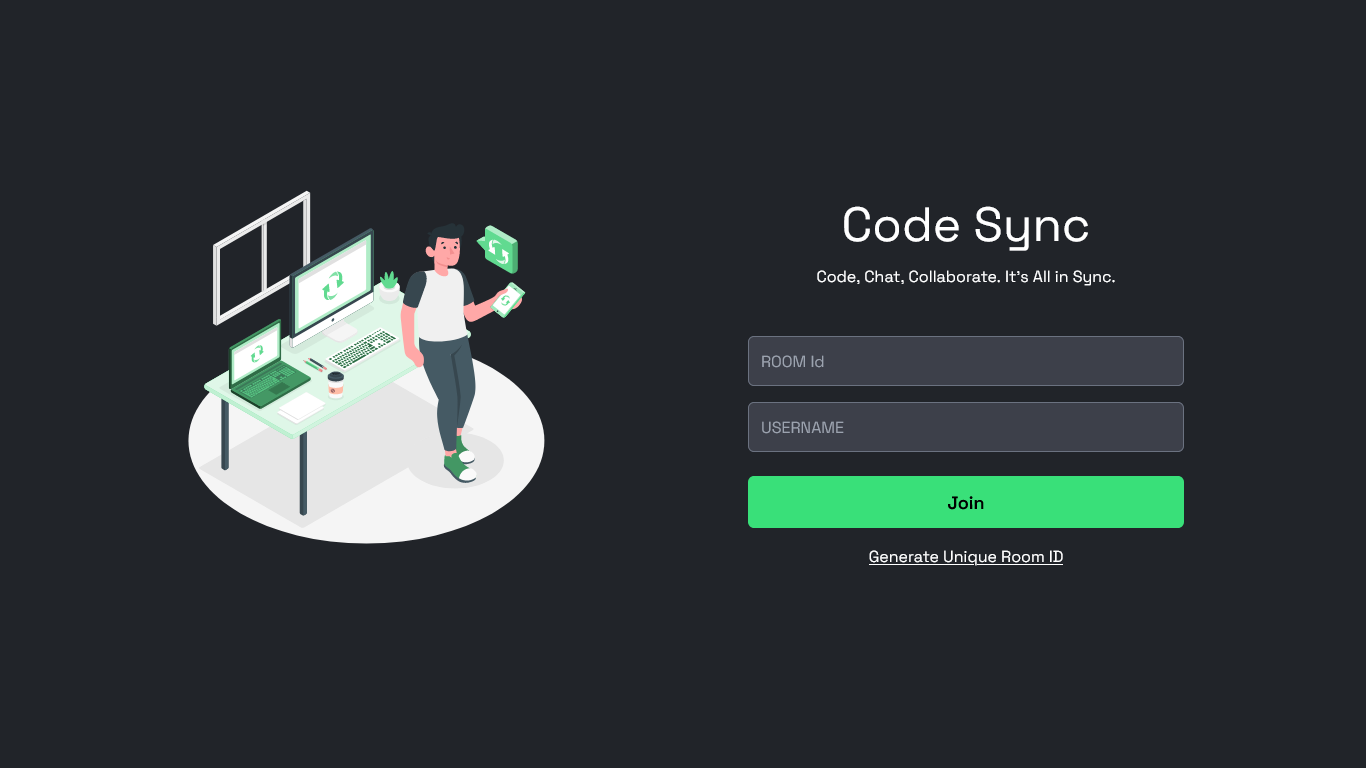 Code Sync
Code, Chat, Collaborate. It's All in Sync.
ROOM Id
USERNAME
Join
Generate Unique Room ID